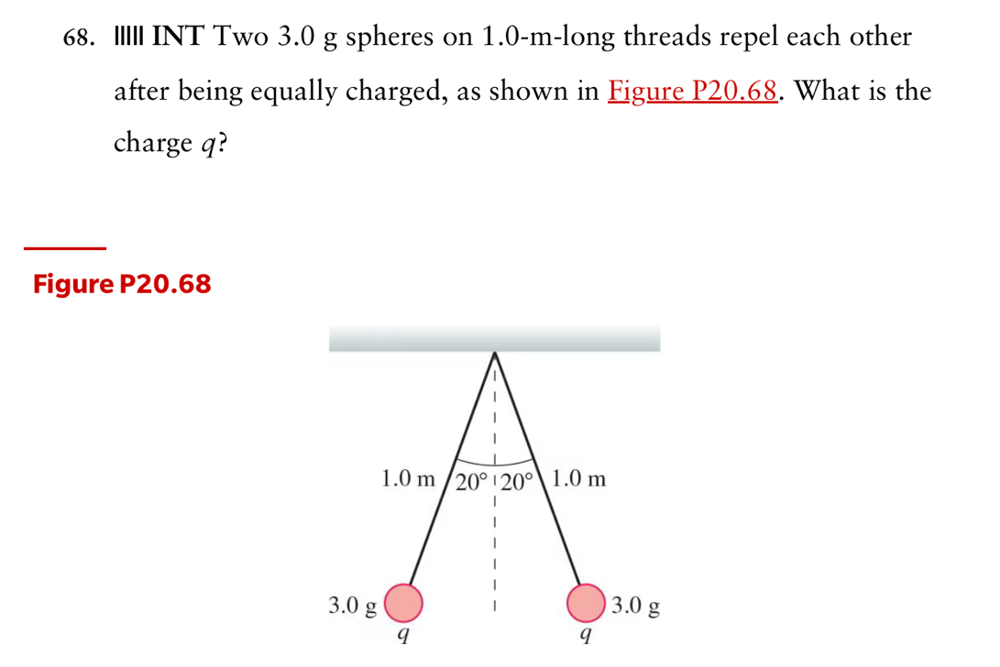 68. IIIII INT Two 3.0 g spheres on 1.0-m-long threads repel each other
after being equally charged, as shown in Figure P20.68. What is the
charge q?
Figure P20.68
1.0 m 20° 20° 1.0 m
3.0 g 3.0 g
q q